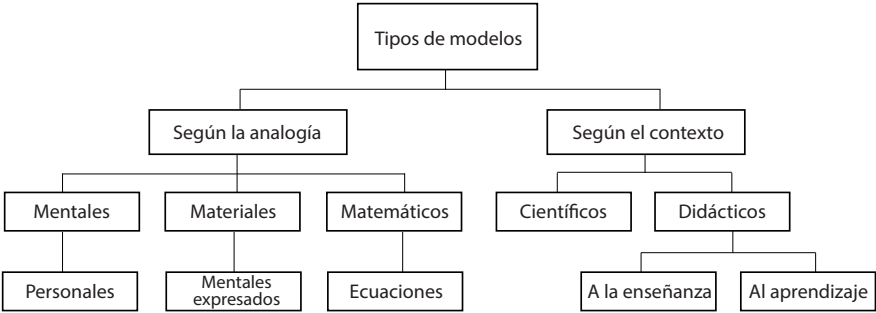 Tipos de modelos
Según la analogía
Según el contexto
Mentales
Materiales
Matemáticos
Científicos
Didácticos
Personales
Mentales
expresados
Ecuaciones
A la enseñanza
Al aprendizaje